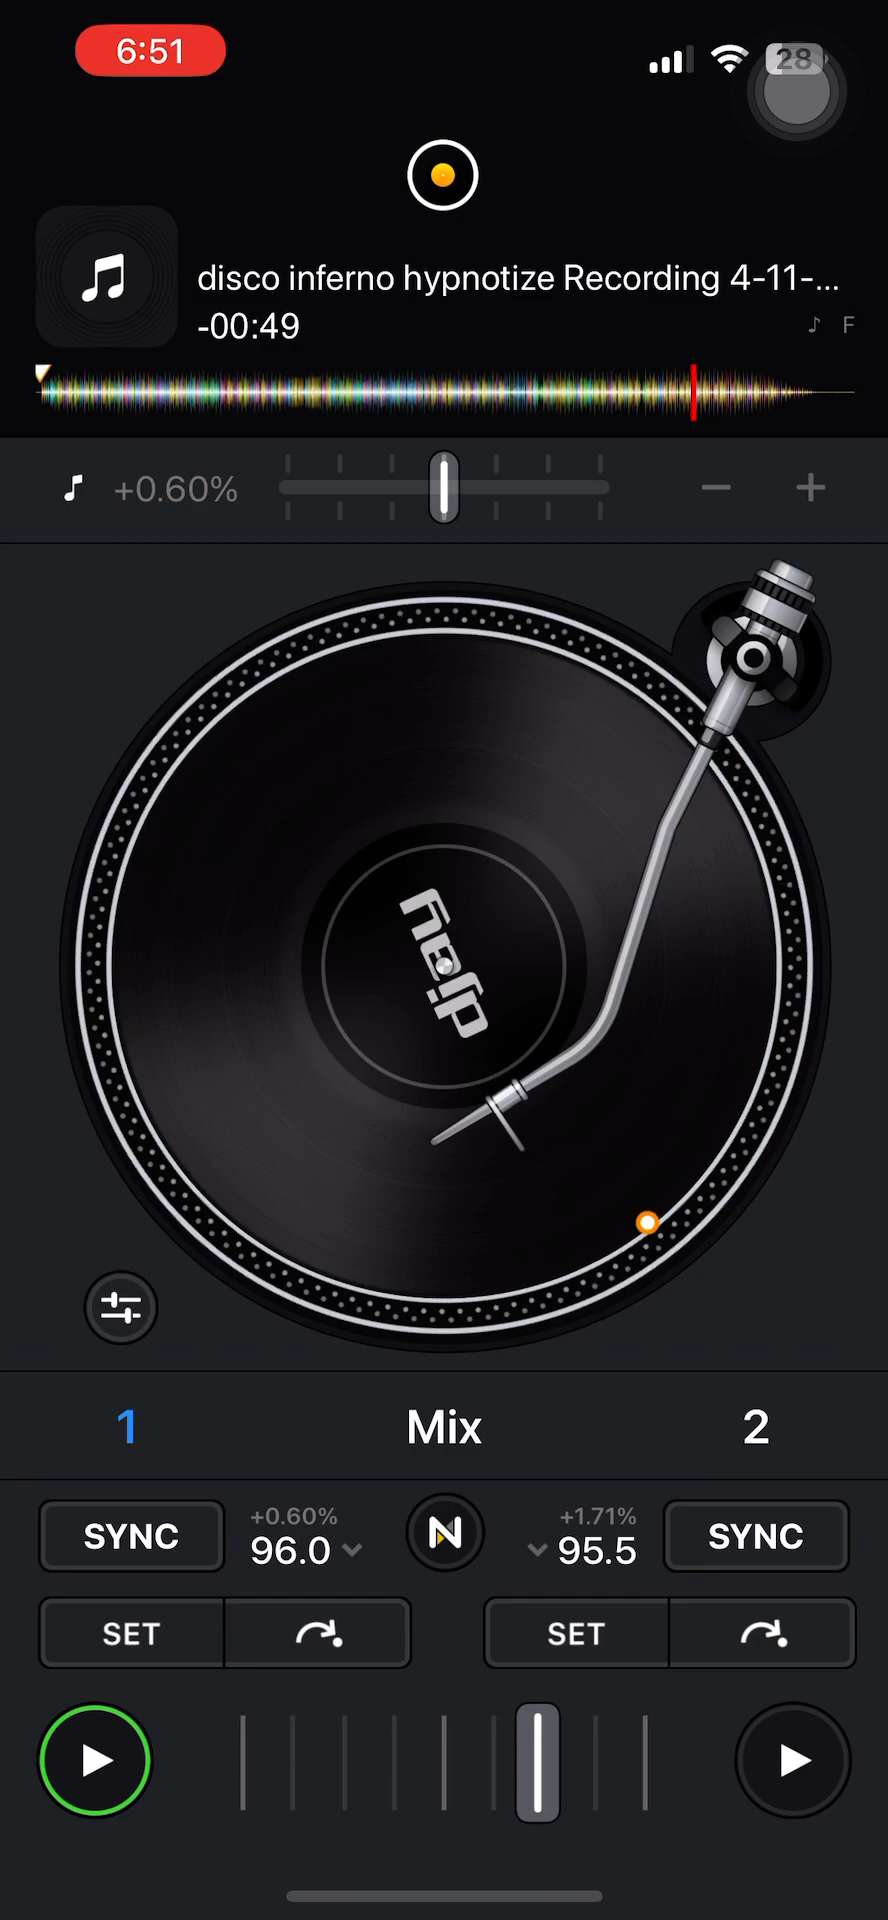 6:51
28
disco inferno hypnotize Recording 4-11-...
-00:49
F
+0.60%
djay
1 Mix 2
+0.60% +1.71%
SYNC 96.0 N 95.5 SYNC
SET SET